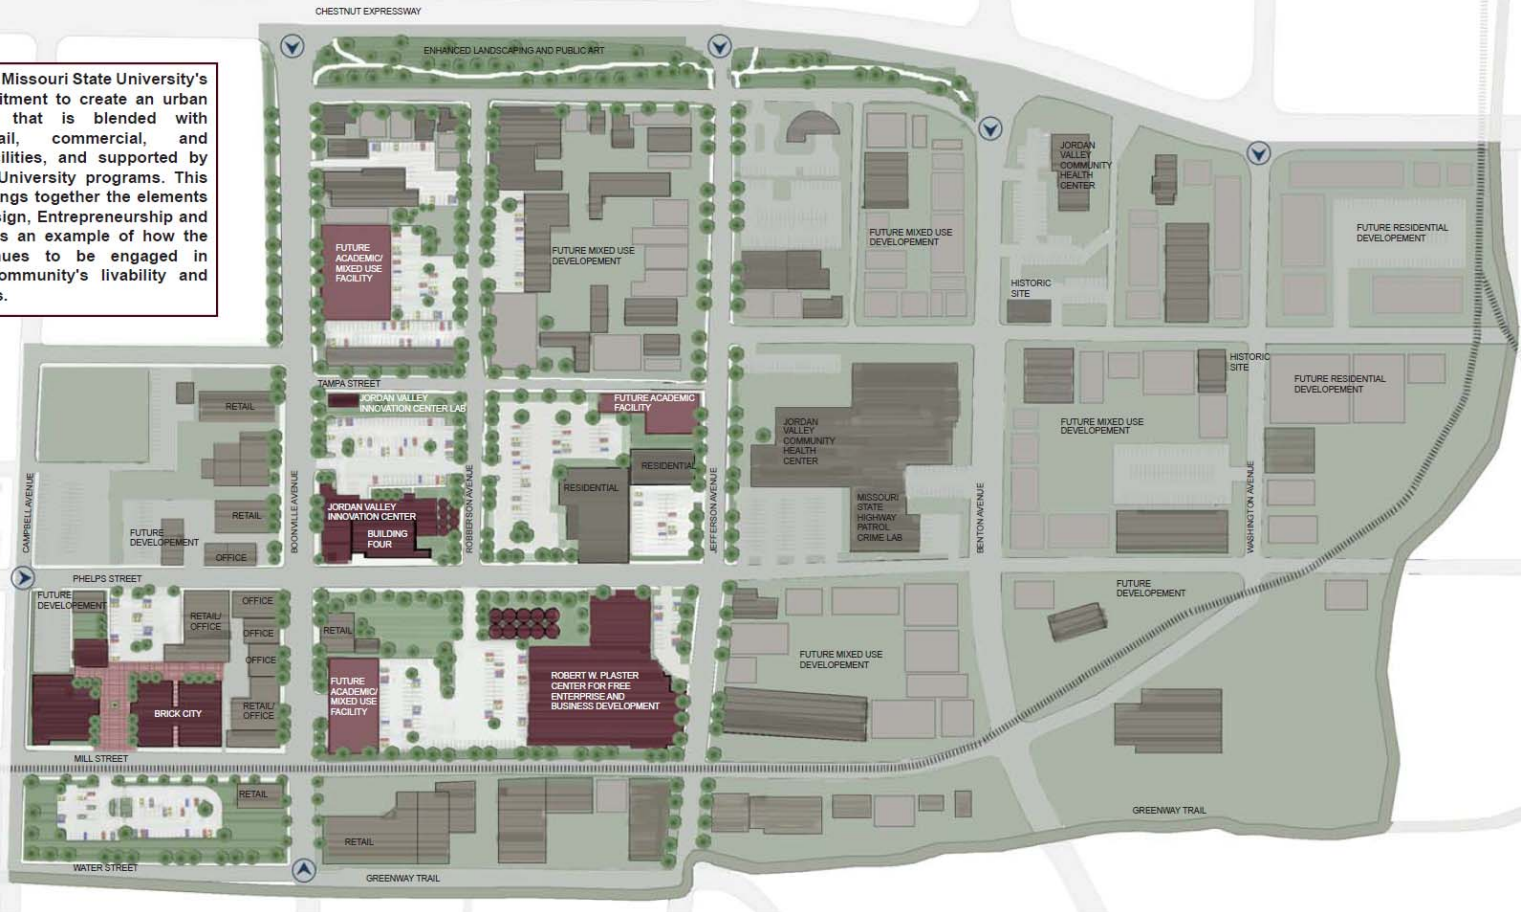 CHESTNUT EXPRESSWAY
ENHANCED LANDSCAPING AND PUBLIC ART
Missouri State University's
itment to create an urban
that is blended with
ail, commercial, and
ilities, and supported by
University programs. This
ngs together the elements
sign, Entrepreneurship and
s an example of how the
ues to be engaged in
ommunity's livability and
s.
JORDAN
VALLEY
COMMUNITY
HEALTH
CENTER
FUTURE
ACADEMIC/
MIXED USE
FACILITY
FUTURE MIXED USE
DEVELOPEMENT
FUTURE MIXED USE
DEVELOPEMENT
FUTURE RESIDENTIAL
DEVELOPEMENT
HISTORIC
SITE
TAMPA STREET
HISTORIC
SITE
FUTURE RESIDENTIAL
DEVELOPEMENT
RETAIL
JORDAN VALLEY
INNOVATION CENTER LAB
FUTURE ACADEMIC
FACILITY
JORDAN
VALLEY
COMMUNITY
HEALTH
CENTER
FUTURE MIXED USE
DEVELOPEMENT
CAMPBELL AVENUE
BOONVILLE AVENUE
ROBBERSON AVENUE
JEFFERSON AVENUE
BENTON AVENUE
WASHINGTON AVENUE
RESIDENTIAL
RESIDENTIAL
RETAIL
JORDAN VALLEY
INNOVATION CENTER
BUILDING
FOUR
MISSOURI
STATE
HIGHWAY
PATROL
CRIME LAB
FUTURE
DEVELOPEMENT
OFFICE
PHELPS STREET
FUTURE
DEVELOPEMENT
FUTURE
DEVELOPEMENT
OFFICE
RETAIL/
OFFICE
OFFICE
RETAIL
OFFICE
FUTURE MIXED USE
DEVELOPEMENT
FUTURE
ACADEMIC/
MIXED USE
FACILITY
ROBERT W. PLASTER
CENTER FOR FREE
ENTERPRISE AND
BUSINESS DEVELOPMENT
BRICK CITY
RETAIL/
OFFICE
MILL STREET
RETAIL
GREENWAY TRAIL
RETAIL
WATER STREET
GREENWAY TRAIL